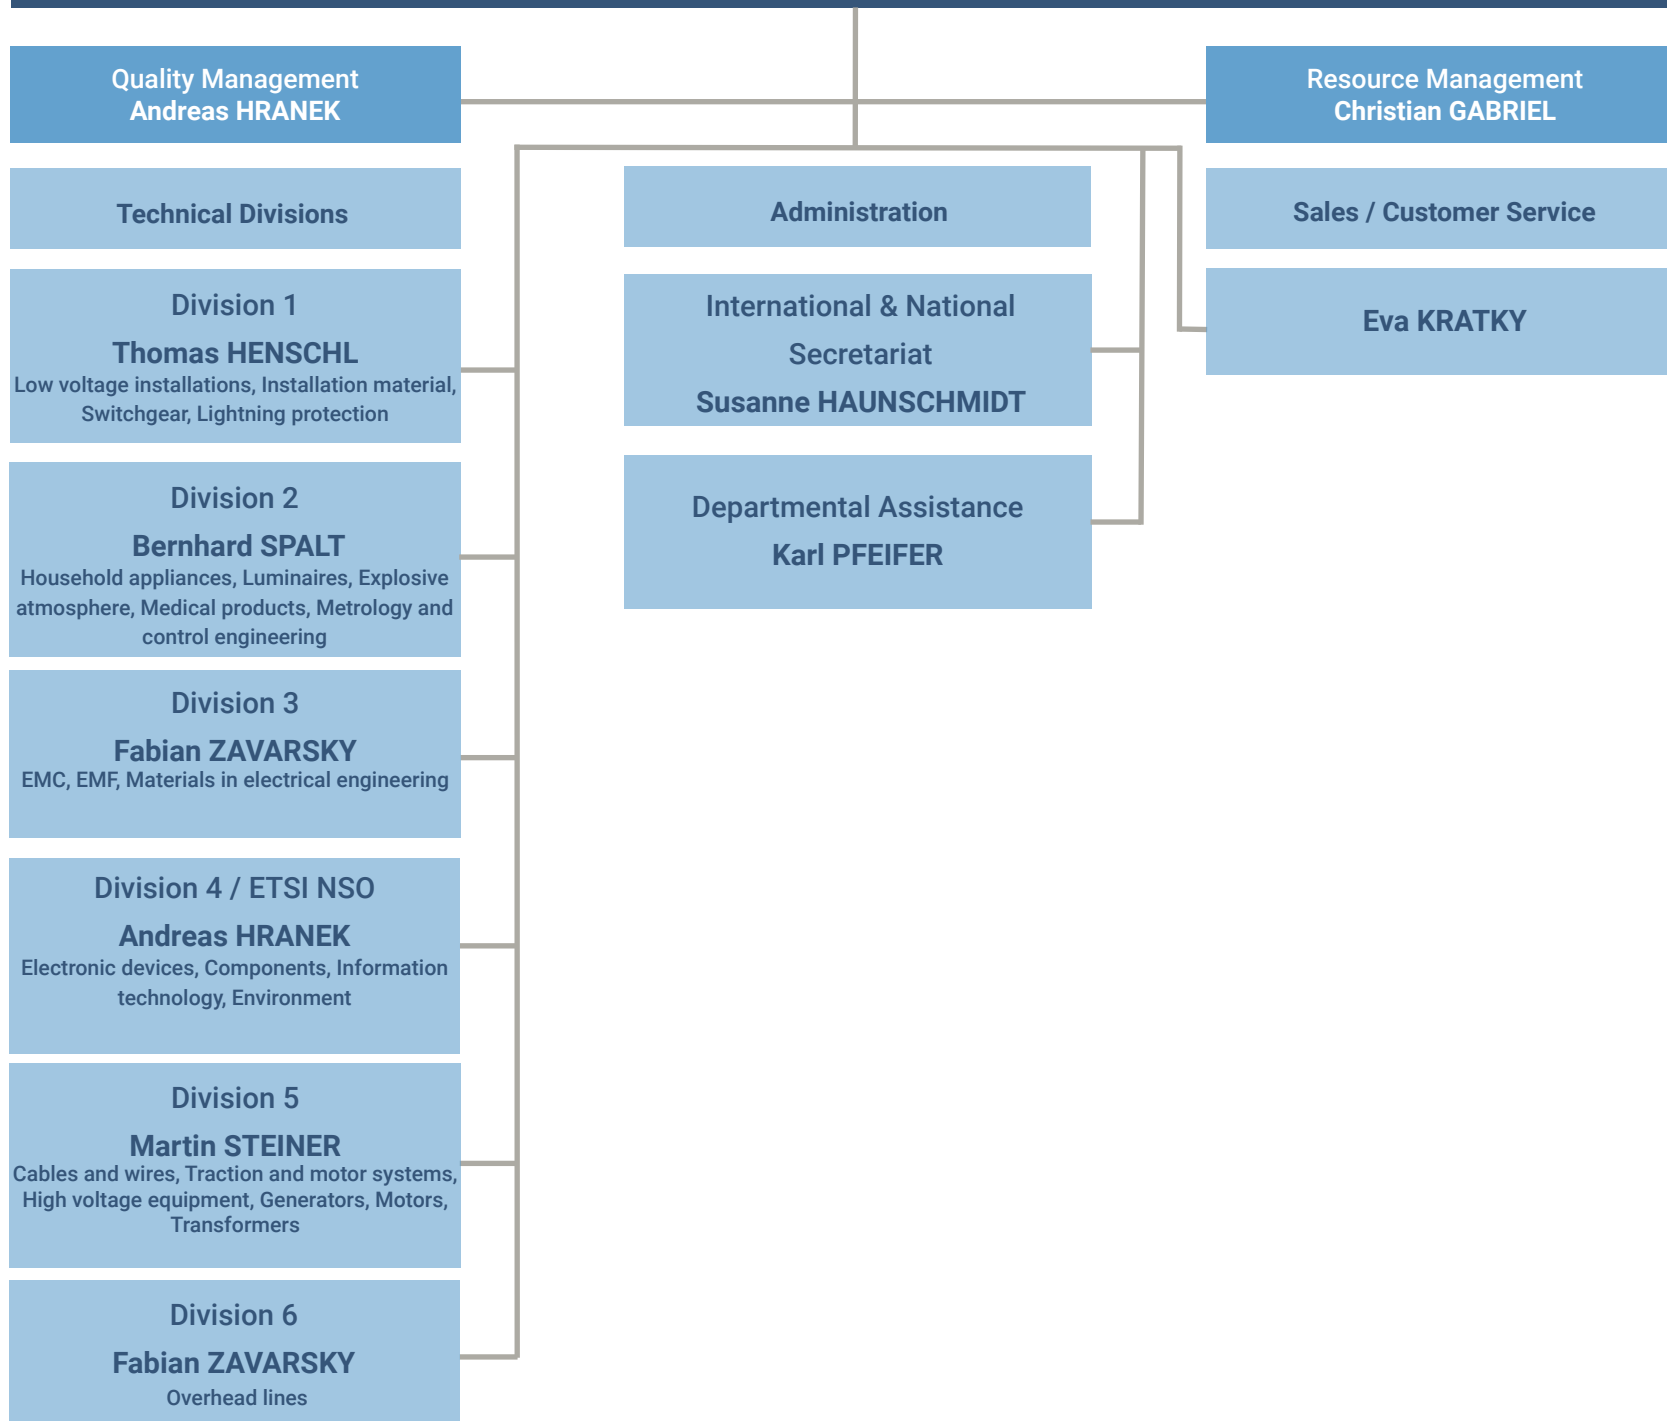 Quality Management
Andreas HRANEK
Resource Management
Christian GABRIEL
Technical Divisions
Division 1
Thomas HENSCHL
Low voltage installations, Installation material,
Switchgear, Lightning protection
Division 2
Bernhard SPALT
Household appliances, Luminaires, Explosive
atmosphere, Medical products, Metrology and
control engineering
Division 3
Fabian ZAVARSKY
EMC, EMF, Materials in electrical engineering
Division 4 / ETSI NSO
Andreas HRANEK
Electronic devices, Components, Information
technology, Environment
Division 5
Martin STEINER
Cables and wires, Traction and motor systems,
High voltage equipment, Generators, Motors,
Transformers
Division 6
Fabian ZAVARSKY
Overhead lines
Administration
International & National
Secretariat
Susanne HAUNSCHMIDT
Departmental Assistance
Karl PFEIFER
Sales / Customer Service
Eva KRATKY